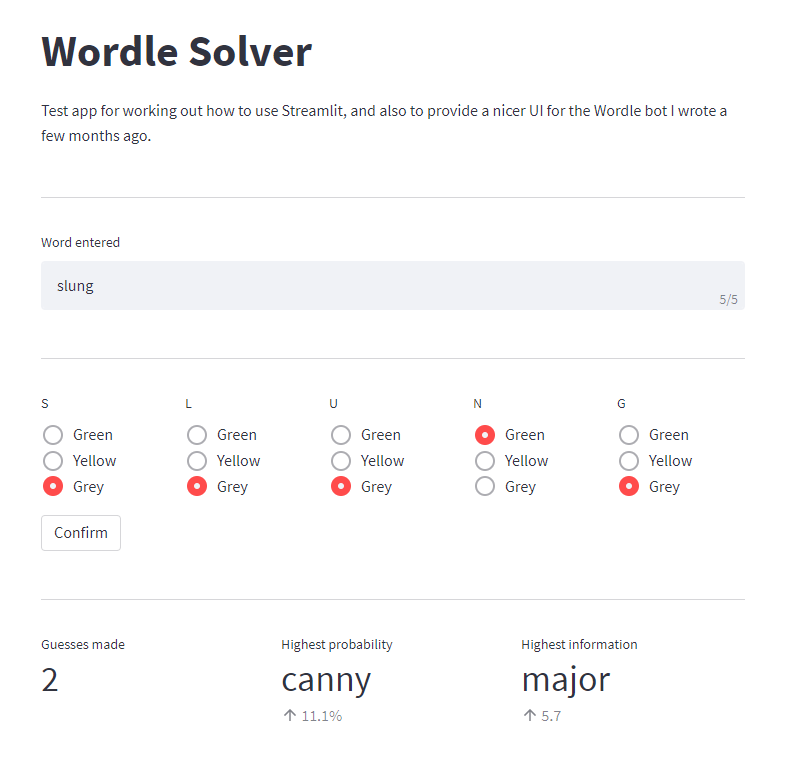 Wordle Solver
Test app for working out how to use Streamlit, and also to provide a nicer UI for the Wordle bot I wrote a
few months ago.
Word entered
slung
5/5
S L U N G
Green Green Green Green Green
Yellow Yellow Yellow Yellow Yellow
Grey Grey Grey Grey Grey
Confirm
Guesses made Highest probability Highest information
2 canny major
↑ 11.1% ↑ 5.7